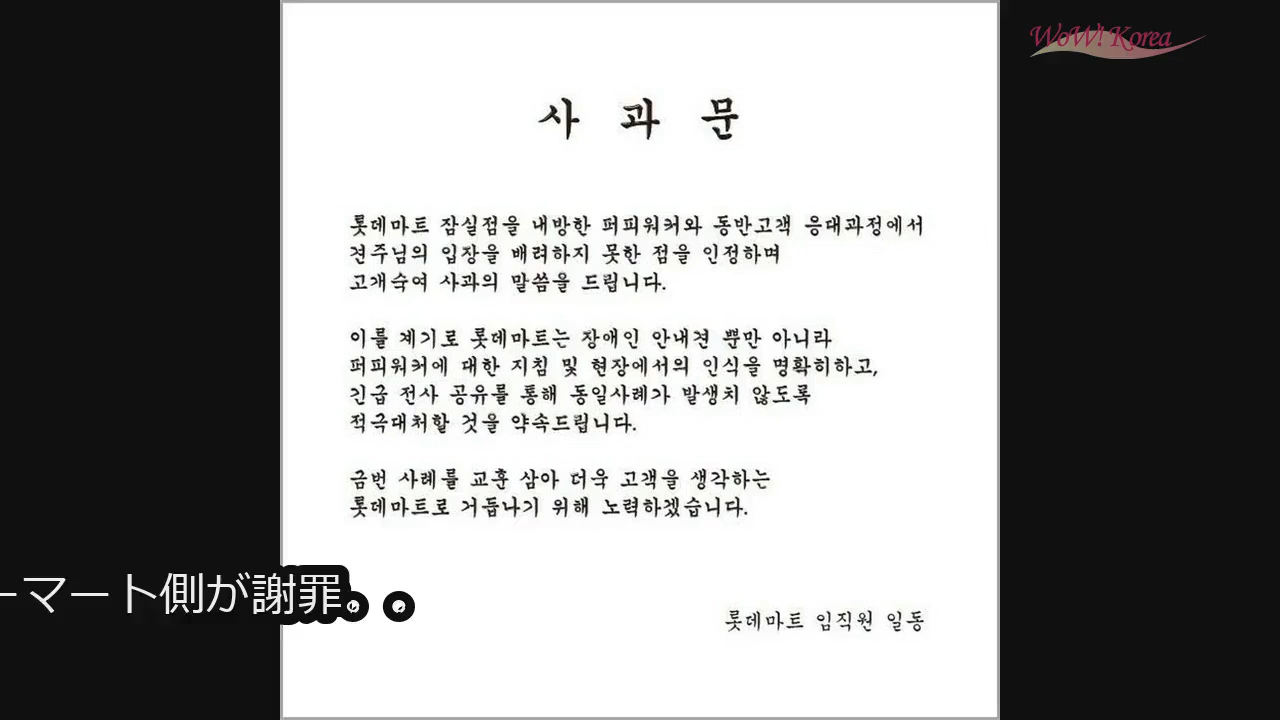 WoW! Korea
사 과 문
롯데마트 잠실점을 내방한 퍼피워커와 동반고객 응대과정에서
견주님의 입장을 배려하지 못한 점을 인정하며
고개숙여 사과의 말씀을 드립니다.
이를 계기로 롯데마트는 장애인 안내견 뿐만 아니라
퍼피워커에 대한 지침 및 현장에서의 인식을 명확히하고,
긴급 전사 공유를 통해 동일사례가 발생치 않도록
적극대처할 것을 약속드립니다.
금번 사례를 교훈 삼아 더욱 고객을 생각하는
롯데마트로 거듭나기 위해 노력하겠습니다.
ーマート側が謝罪。。
롯데마트 임직원 일동